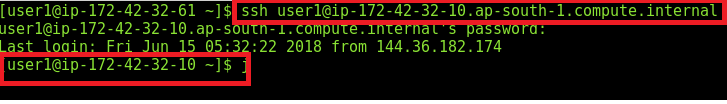 [user1@ip-172-42-32-61 ~]$ ssh user1@ip-172-42-32-10.ap-south-1.compute.internal
user1@ip-172-42-32-10.ap-south-1.compute.internal's password:
Last login: Fri Jun 15 05:32:22 2018 from 144.36.182.174
[user1@ip-172-42-32-10 ~]$